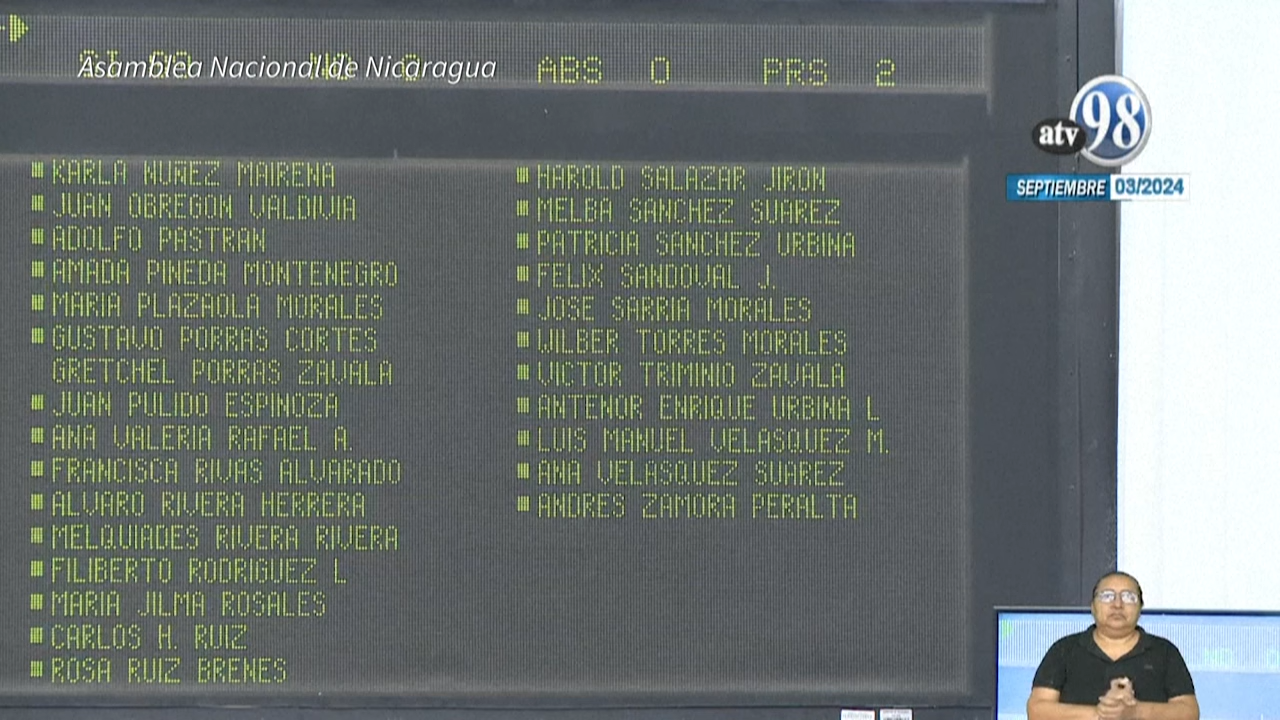 Asamblea Nacional de Nicaragua
ABS 0 PRS 2
atv 98
SEPTIEMBRE 03/2024
KARLA NUÑEZ MAIRENA
JUAN OBREGON VALDIVIA
ADOLFO PASTRAN
AMADA PINEDA MONTENEGRO
MARIA PLAZAOLA MORALES
GUSTAVO PORRAS CORTES
GRETCHEL PORRAS ZAVALA
JUAN PULIDO ESPINOZA
ANA VALERIA RAFAEL A.
FRANCISCA RIVAS ALVARADO
ALVARO RIVERA HERRERA
MELQUIADES RIVERA RIVERA
FILIBERTO RODRIGUEZ L
MARIA JILMA ROSALES
CARLOS H. RUIZ
ROSA RUIZ BRENES
HAROLD SALAZAR JIRON
MELBA SANCHEZ SUAREZ
PATRICIA SANCHEZ URBINA
FELIX SANDOVAL J.
JOSE SARRIA MORALES
WILBER TORRES MORALES
VICTOR TRIMINIO ZAVALA
ANTENOR ENRIQUE URBINA L
LUIS MANUEL VELASQUEZ M.
ANA VELASQUEZ SUAREZ
ANDRES ZAMORA PERALTA